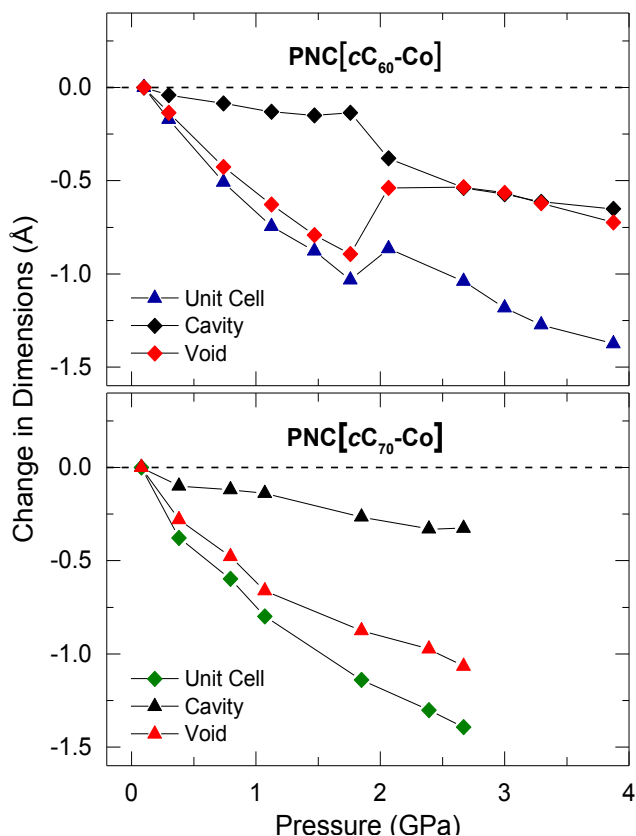 PNC[cC60-Co]
0.0
-0.5
-1.0
-1.5
Unit Cell
Cavity
Void
Change in Dimensions (Å)
PNC[cC70-Co]
0.0
-0.5
-1.0
-1.5
Unit Cell
Cavity
Void
0 1 2 3 4
Pressure (GPa)